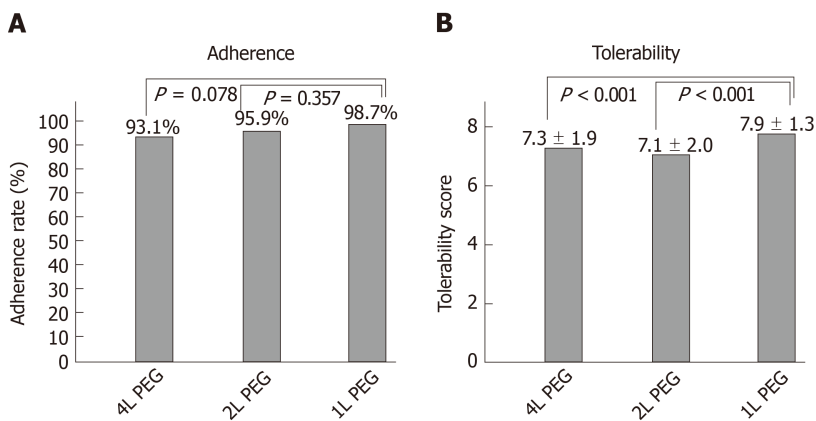 A
Adherence
P = 0.078
P = 0.357
93.1%
95.9%
98.7%
Adherence rate (%)
100
90
80
70
60
50
40
30
20
10
0
4L PEG
2L PEG
1L PEG
B
Tolerability
P < 0.001
P < 0.001
7.3 ± 1.9
7.1 ± 2.0
7.9 ± 1.3
Tolerability score
8
6
4
2
0
4L PEG
2L PEG
1L PEG